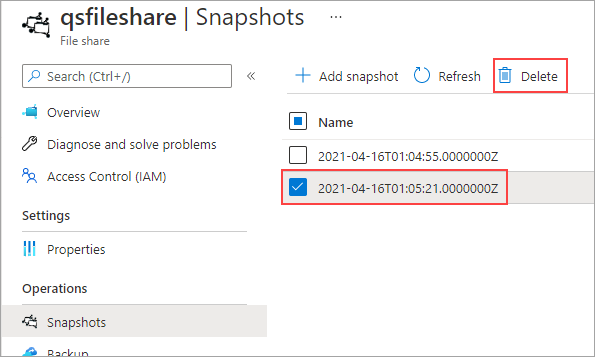 qsfileshare | Snapshots ...
File share
Search (Ctrl+/)
«
Add snapshot Refresh Delete
Overview
Diagnose and solve problems
Access Control (IAM)
Settings
Properties
Operations
Snapshots
Backup
Name
2021-04-16T01:04:55.0000000Z
2021-04-16T01:05:21.0000000Z